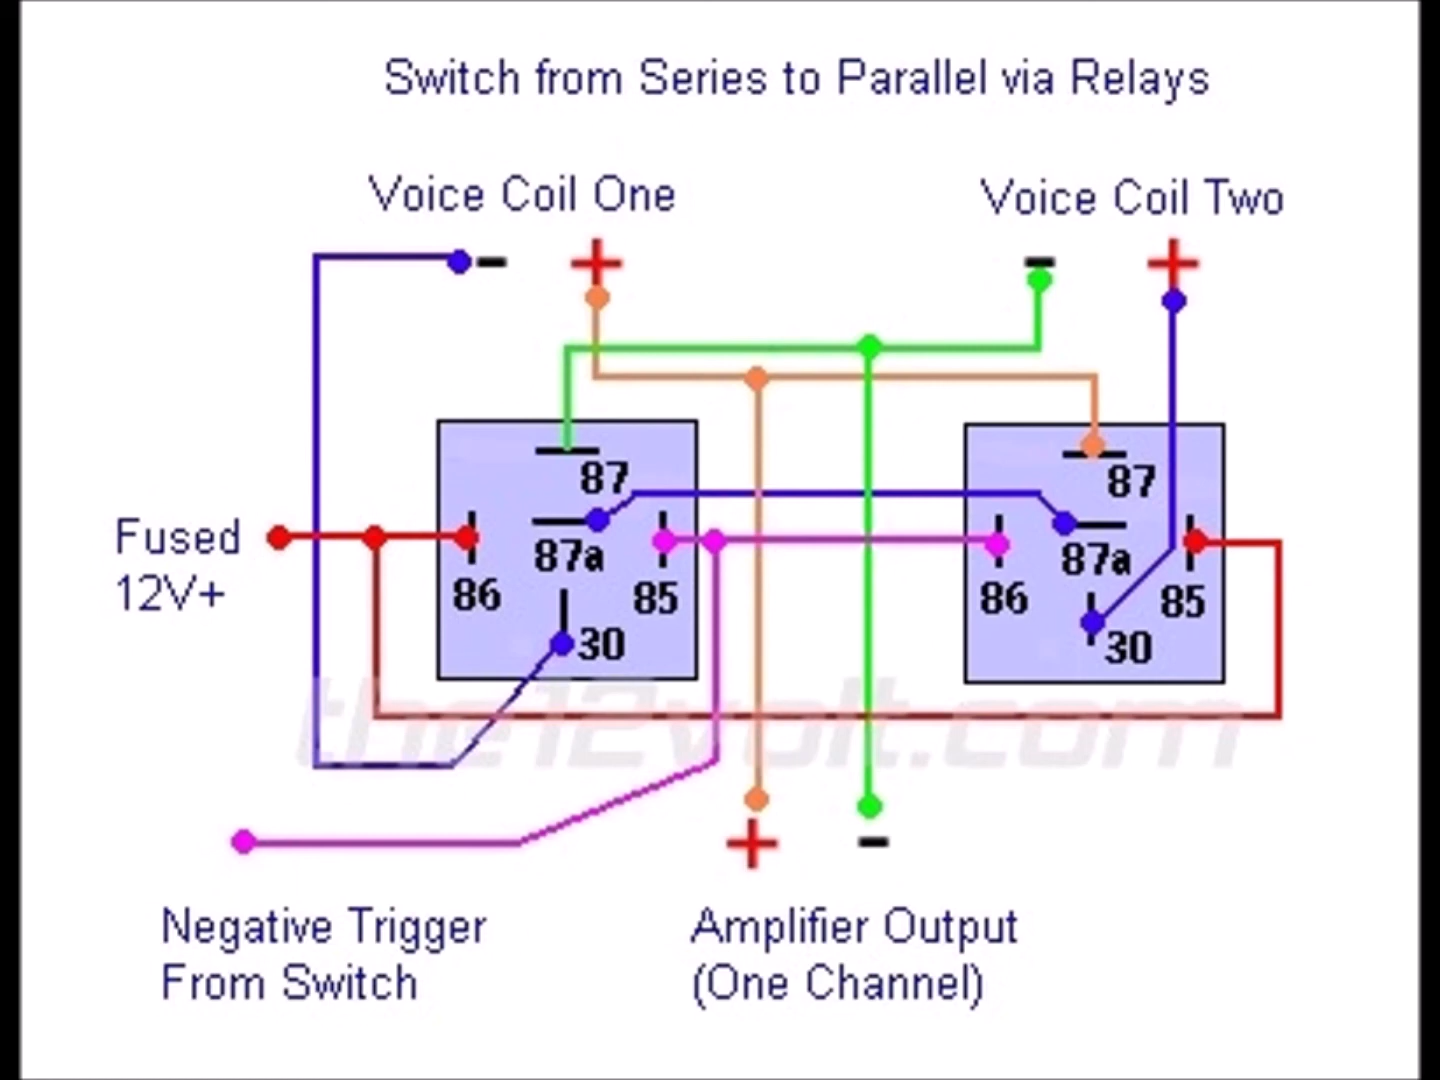 Switch from Series to Parallel via Relays
Voice Coil One
Voice Coil Two
- +
- +
87
87
Fused
12V+
87a
87a
86
85
86
85
30
30
the12volt.com
+ -
Negative Trigger
From Switch
Amplifier Output
(One Channel)